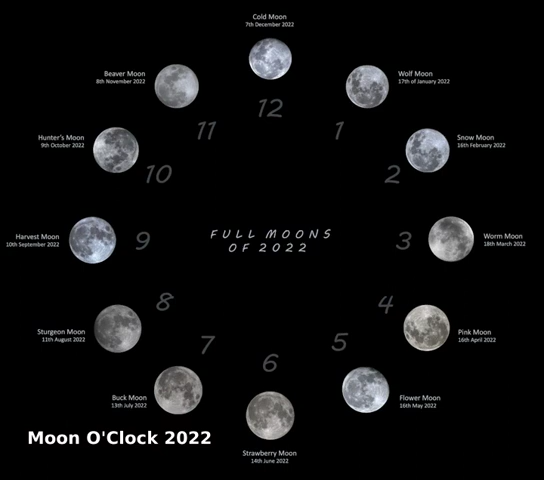 Cold Moon
7th December 2022
12
Wolf Moon
17th of January 2022
1
Snow Moon
16th February 2022
2
Worm Moon
18th March 2022
3
Pink Moon
16th April 2022
4
Flower Moon
16th May 2022
5
Strawberry Moon
14th June 2022
6
Buck Moon
13th July 2022
7
Sturgeon Moon
11th August 2022
8
Harvest Moon
10th September 2022
9
Hunter's Moon
9th October 2022
10
Beaver Moon
8th November 2022
11
FULL MOONS
OF 2022
Moon O'Clock 2022